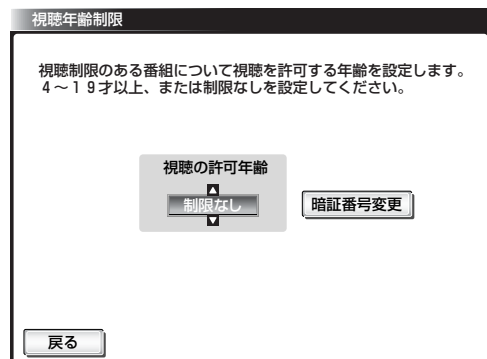 視聴年齢制限
視聴制限のある番組について視聴を許可する年齢を設定します。
4～19才以上、または制限なしを設定してください。
視聴の許可年齢
制限なし
暗証番号変更
戻る